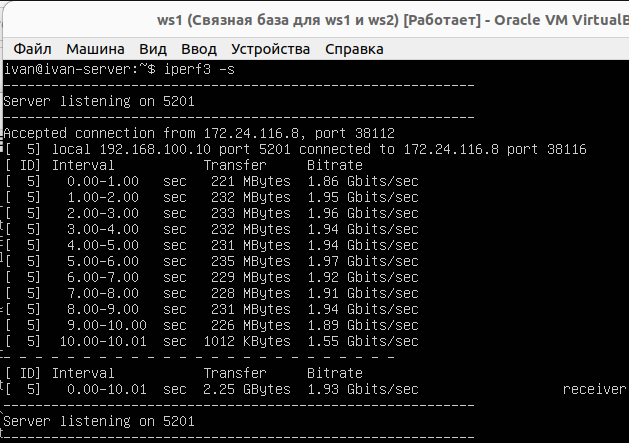 ws1 (Связная база для ws1 и ws2) [Работает] - Oracle VM VirtualB
Файл Машина Вид Ввод Устройства Справка
ivan@ivan-server:~$ iperf3 -s
-----------------------------------------------------------
Server listening on 5201
-----------------------------------------------------------
Accepted connection from 172.24.116.8, port 38112
[  5] local 192.168.100.10 port 5201 connected to 172.24.116.8 port 38116
[ ID] Interval           Transfer     Bitrate
[  5]   0.00-1.00   sec   221 MBytes  1.86 Gbits/sec
[  5]   1.00-2.00   sec   232 MBytes  1.95 Gbits/sec
[  5]   2.00-3.00   sec   233 MBytes  1.96 Gbits/sec
[  5]   3.00-4.00   sec   232 MBytes  1.94 Gbits/sec
[  5]   4.00-5.00   sec   231 MBytes  1.94 Gbits/sec
[  5]   5.00-6.00   sec   235 MBytes  1.97 Gbits/sec
[  5]   6.00-7.00   sec   229 MBytes  1.92 Gbits/sec
[  5]   7.00-8.00   sec   228 MBytes  1.91 Gbits/sec
[  5]   8.00-9.00   sec   231 MBytes  1.94 Gbits/sec
[  5]   9.00-10.00  sec   226 MBytes  1.89 Gbits/sec
[  5]  10.00-10.01  sec  1012 KBytes  1.55 Gbits/sec
- - - - - - - - - - - - - - - - - - - - - - - - -
[ ID] Interval           Transfer     Bitrate
[  5]   0.00-10.01  sec  2.25 GBytes  1.93 Gbits/sec                  receiver
-----------------------------------------------------------
Server listening on 5201
-----------------------------------------------------------